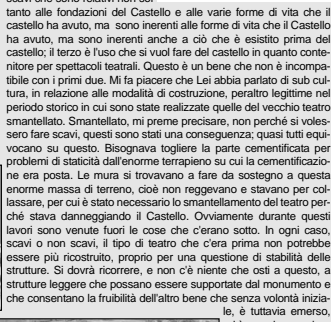 tanto alle fondazioni del Castello e alle varie forme di vita che il
castello ha avuto, ma sono inerenti alle forme di vita che il Castello
ha avuto, ma sono inerenti anche a ciò che è esistito prima del
castello; il terzo è l'uso che si vuol fare del castello in quanto conte-
nitore per spettacoli teatrali. Questo è un bene che non è incompa-
tibile con i primi due. Mi fa piacere che Lei abbia parlato di sub cul-
tura, in relazione alle modalità di costruzione, peraltro legittime nel
periodo storico in cui sono state realizzate quelle del vecchio teatro
smantellato. Smantellato, mi preme precisare, non perché si voles-
sero fare scavi, questi sono stati una conseguenza; quasi tutti equi-
vocano su questo. Bisognava togliere la parte cementificata per
problemi di staticità dall'enorme terrapieno su cui la cementificazio-
ne era posta. Le mura si trovavano a fare da sostegno a questa
enorme massa di terreno, cioè non reggevano e stavano per col-
lassare, per cui è stato necessario lo smantellamento del teatro per-
ché stava danneggiando il Castello. Ovviamente durante questi
lavori sono venute fuori le cose che c'erano sotto. In ogni caso,
scavi o non scavi, il tipo di teatro che c'era prima non potrebbe
essere più ricostruito, proprio per una questione di stabilità delle
strutture. Si dovrà ricorrere, e non c'è niente che osti a questo, a
strutture leggere che possano essere supportate dal monumento e
che consentano la fruibilità dell'altro bene che senza volontà inizia-
le, è tuttavia emerso,